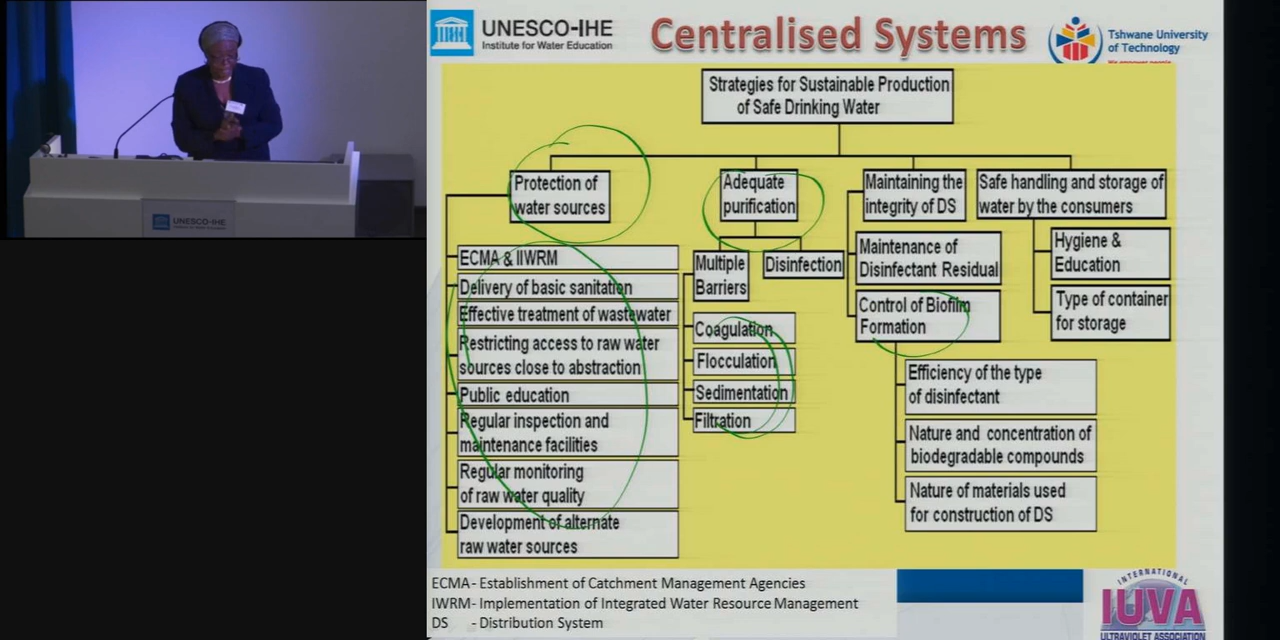 UNESCO-IHE
UNESCO-IHE
Institute for Water Education
Centralised Systems
Tshwane University
of Technology
We empower people
Strategies for Sustainable Production
of Safe Drinking Water
Protection of
water sources
ECMA & IIWRM
Delivery of basic sanitation
Effective treatment of wastewater
Restricting access to raw water
sources close to abstraction
Public education
Regular inspection and
maintenance facilities
Regular monitoring
of raw water quality
Development of alternate
raw water sources
Adequate
purification
Multiple
Barriers
Disinfection
Coagulation
Flocculation
Sedimentation
Filtration
Maintaining the
integrity of DS
Maintenance of
Disinfectant Residual
Control of Biofilm
Formation
Efficiency of the type
of disinfectant
Nature and concentration of
biodegradable compounds
Nature of materials used
for construction of DS
Safe handling and storage of
water by the consumers
Hygiene &
Education
Type of container
for storage
ECMA - Establishment of Catchment Management Agencies
IWRM - Implementation of Integrated Water Resource Management
DS - Distribution System
INTERNATIONAL
IUVA
ULTRAVIOLET ASSOCIATION